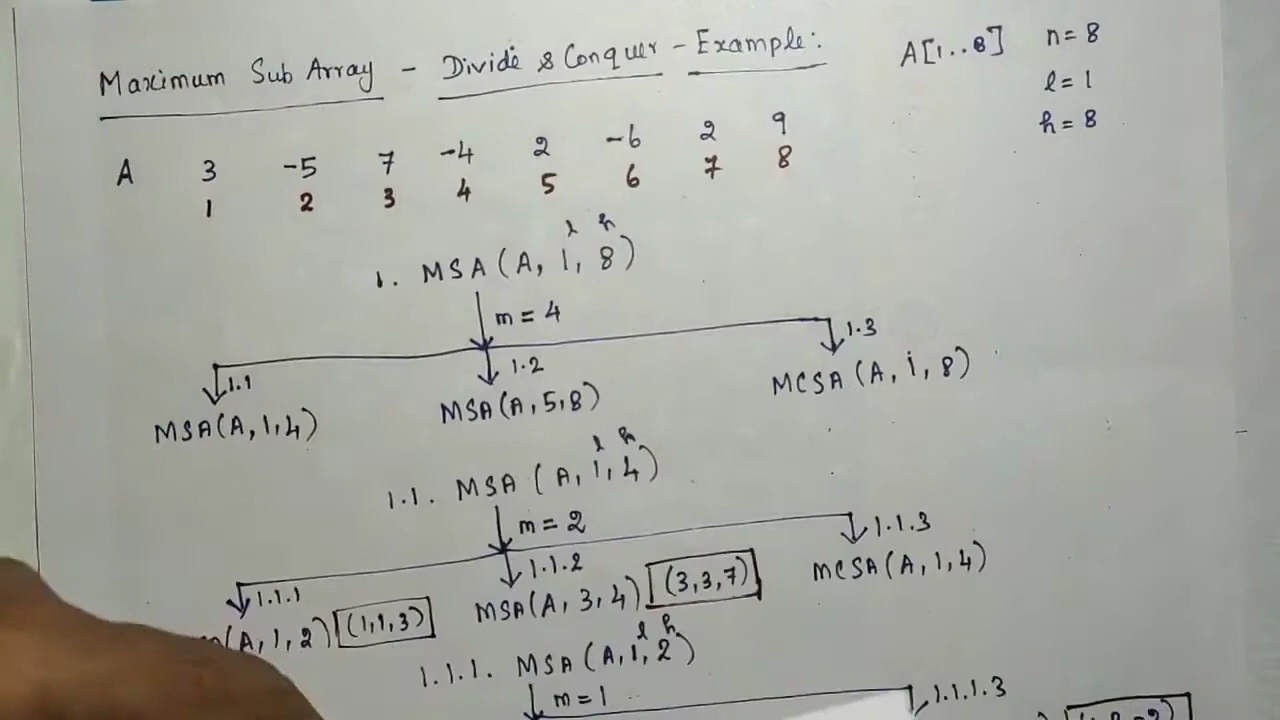 Maximum Sub Array - Divide & Conquer - Example:
A[1..8] n = 8
l = 1
h = 8
A 3 -5 7 -4 2 -6 2 9
1 2 3 4 5 6 7 8
l h
1. MSA(A, 1, 8)
m = 4
1.1 1.2 1.3
MSA(A, 1, 4) MSA(A, 5, 8) MCSA(A, 1, 8)
l h
1.1. MSA (A, 1, 4)
m = 2
1.1.1 1.1.2 1.1.3
(A, 1, 2) (1,1,3) MSA(A, 3, 4) (3,3,7) MCSA(A, 1, 4)
l h
1.1.1. MSA (A, 1, 2)
m = 1 1.1.1.3